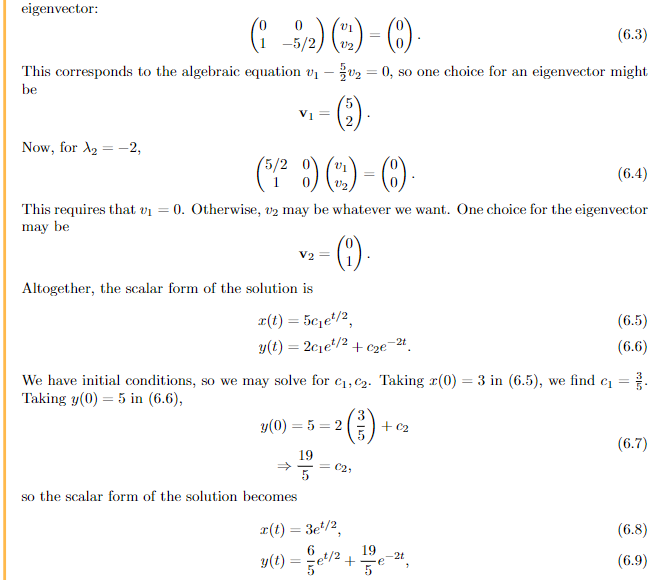 eigenvector:
$$\begin{pmatrix} 0 & 0 \\ 1 & -5/2 \end{pmatrix} \begin{pmatrix} v_1 \\ v_2 \end{pmatrix} = \begin{pmatrix} 0 \\ 0 \end{pmatrix}. \quad (6.3)$$
This corresponds to the algebraic equation $v_1 - \frac{5}{2}v_2 = 0$, so one choice for an eigenvector might
be
$$\mathbf{v_1} = \begin{pmatrix} 5 \\ 2 \end{pmatrix}.$$
Now, for $\lambda_2 = -2$,
$$\begin{pmatrix} 5/2 & 0 \\ 1 & 0 \end{pmatrix} \begin{pmatrix} v_1 \\ v_2 \end{pmatrix} = \begin{pmatrix} 0 \\ 0 \end{pmatrix}. \quad (6.4)$$
This requires that $v_1 = 0$. Otherwise, $v_2$ may be whatever we want. One choice for the eigenvector
may be
$$\mathbf{v_2} = \begin{pmatrix} 0 \\ 1 \end{pmatrix}.$$
Altogether, the scalar form of the solution is
$$x(t) = 5c_1e^{t/2}, \quad (6.5)$$
$$y(t) = 2c_1e^{t/2} + c_2e^{-2t}. \quad (6.6)$$
We have initial conditions, so we may solve for $c_1, c_2$. Taking $x(0) = 3$ in (6.5), we find $c_1 = \frac{3}{5}$.
Taking $y(0) = 5$ in (6.6),
$$y(0) = 5 = 2\left(\frac{3}{5}\right) + c_2$$
$$\Rightarrow \frac{19}{5} = c_2, \quad (6.7)$$
so the scalar form of the solution becomes
$$x(t) = 3e^{t/2}, \quad (6.8)$$
$$y(t) = \frac{6}{5}e^{t/2} + \frac{19}{5}e^{-2t}, \quad (6.9)$$